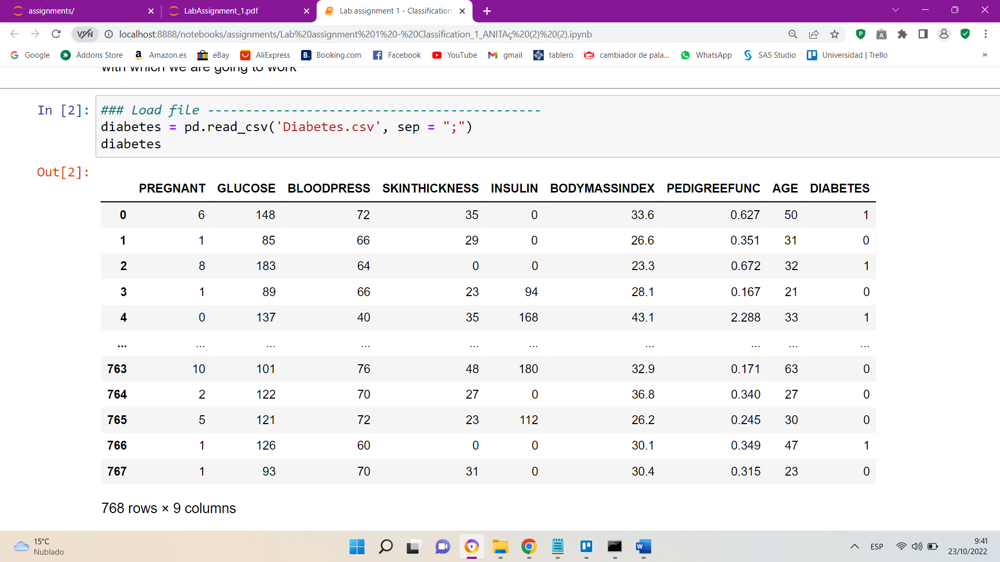 assignments/
LabAssignment_1.pdf
Lab assignment 1 - Classification
VPN
localhost:8888/notebooks/assignments/Lab%20assignment%201%20-%20Classification_1_ANITAç%20(2)%20(2).ipynb
Google Addons Store Amazon.es eBay AliExpress Booking.com Facebook YouTube gmail tablero cambiador de pala... WhatsApp SAS Studio Universidad | Trello »
with which we are going to work
In [2]: ### Load file --------------------------------------------
diabetes = pd.read_csv('Diabetes.csv', sep = ";")
diabetes
Out[2]:
PREGNANT GLUCOSE BLOODPRESS SKINTHICKNESS INSULIN BODYMASSINDEX PEDIGREEFUNC AGE DIABETES
0 6 148 72 35 0 33.6 0.627 50 1
1 1 85 66 29 0 26.6 0.351 31 0
2 8 183 64 0 0 23.3 0.672 32 1
3 1 89 66 23 94 28.1 0.167 21 0
4 0 137 40 35 168 43.1 2.288 33 1
... ... ... ... ... ... ... ... ... ...
763 10 101 76 48 180 32.9 0.171 63 0
764 2 122 70 27 0 36.8 0.340 27 0
765 5 121 72 23 112 26.2 0.245 30 0
766 1 126 60 0 0 30.1 0.349 47 1
767 1 93 70 31 0 30.4 0.315 23 0
768 rows × 9 columns
15°C
Nublado
ESP
9:41
23/10/2022